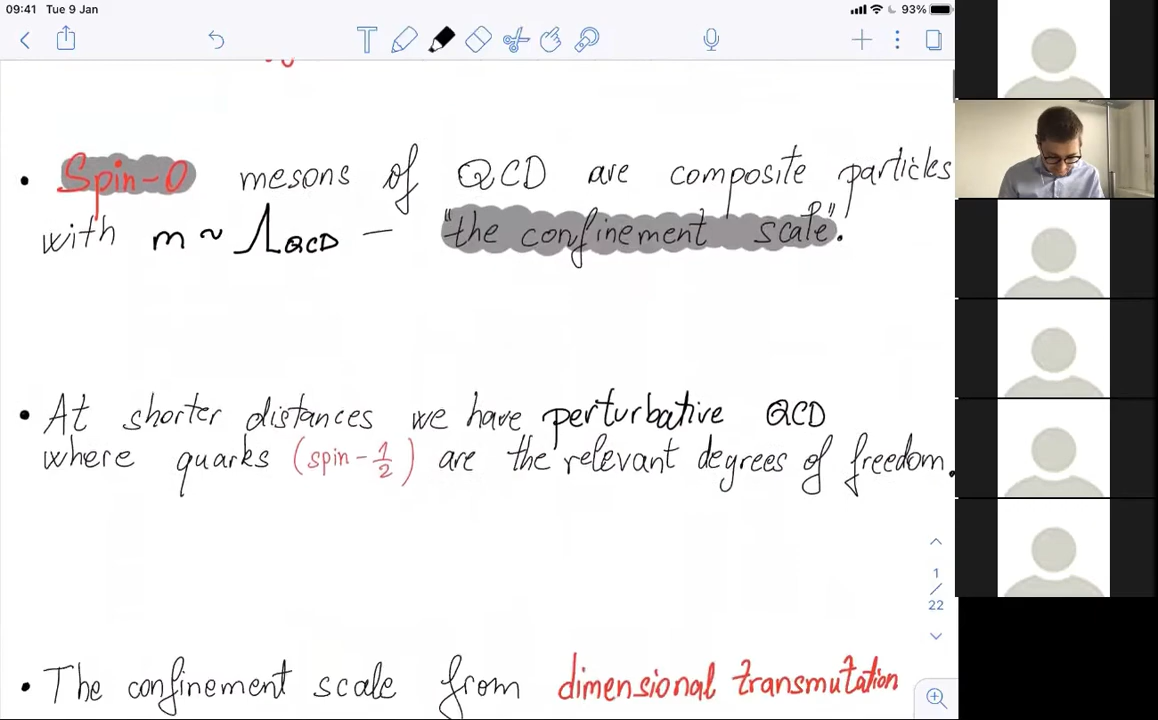 09:41 Tue 9 Jan
93%
• Spin-0 mesons of QCD are composite particles
with m ~ Λ_QCD — "the confinement scale".
• At shorter distances we have perturbative QCD
where quarks (spin-1/2) are the relevant degrees of freedom.
• The confinement scale from dimensional transmutation
1
/
22